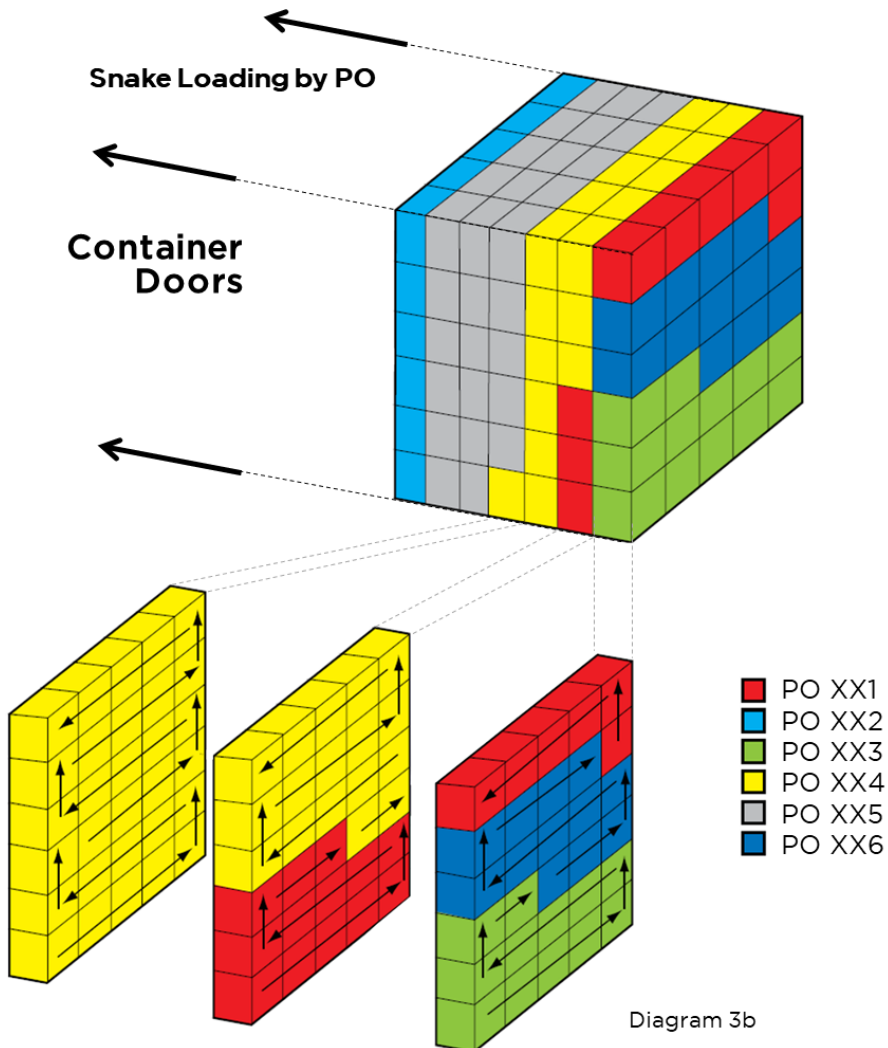 Snake Loading by PO
Container
Doors
PO XX1
PO XX2
PO XX3
PO XX4
PO XX5
PO XX6
Diagram 3b